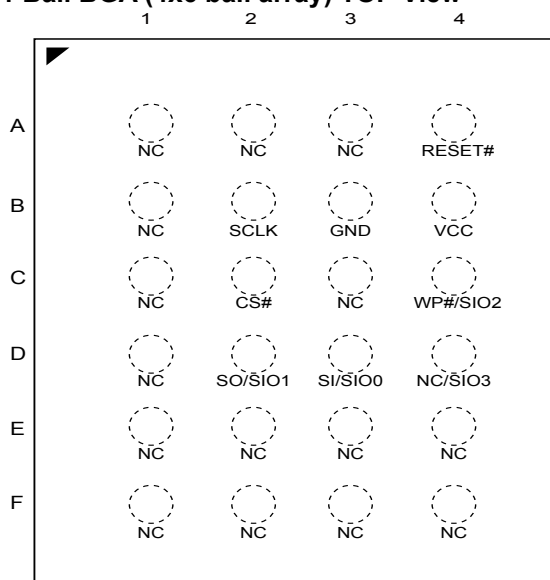 Ball BGA (4x6 ball array) TOP View
1 2 3 4
A
NC NC NC RESET#
B
NC SCLK GND VCC
C
NC CS# NC WP#/SIO2
D
NC SO/SIO1 SI/SIO0 NC/SIO3
E
NC NC NC NC
F
NC NC NC NC